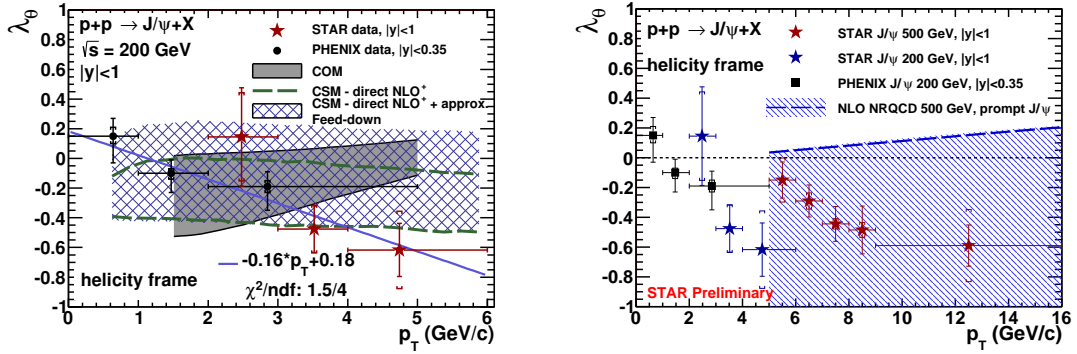 λθ
p+p → J/ψ+X
√s = 200 GeV
|y|<1
STAR data, |y|<1
PHENIX data, |y|<0.35
COM
CSM - direct NLO+
CSM - direct NLO+ + approx.
Feed-down
helicity frame
-0.16*pT+0.18
χ2/ndf: 1.5/4
1
0.8
0.6
0.4
0.2
0
-0.2
-0.4
-0.6
-0.8
-1
0 1 2 3 4 5 6
pT (GeV/c)
λθ
p+p → J/ψ+X
helicity frame
STAR J/ψ 500 GeV, |y|<1
STAR J/ψ 200 GeV, |y|<1
PHENIX J/ψ 200 GeV, |y|<0.35
NLO NRQCD 500 GeV, prompt J/ψ
STAR Preliminary
1
0.8
0.6
0.4
0.2
0
-0.2
-0.4
-0.6
-0.8
-1
0 2 4 6 8 10 12 14 16
pT (GeV/c)